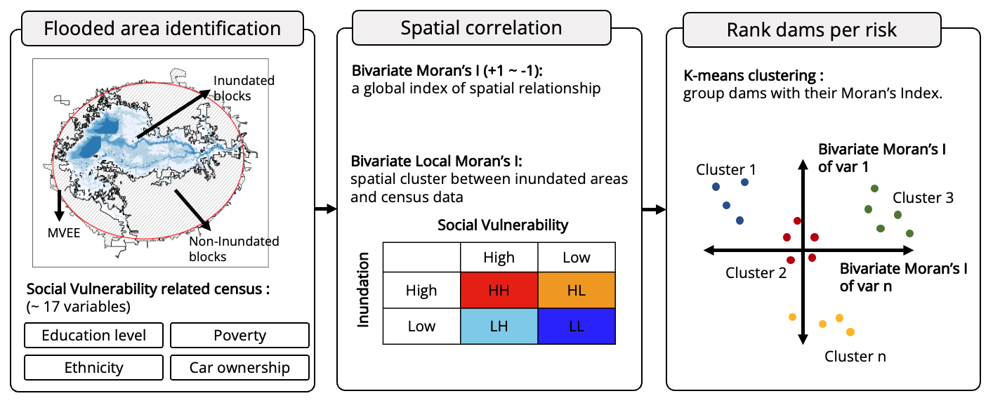 Flooded area identification
Inundated
blocks
MVEE
Non-Inundated
blocks
Social Vulnerability related census :
(~ 17 variables)
Education level
Poverty
Ethnicity
Car ownership
Spatial correlation
Bivariate Moran's I (+1 ~ -1):
a global index of spatial relationship
Bivariate Local Moran's I:
spatial cluster between inundated areas
and census data
Social Vulnerability
Inundation
High Low
High HH HL
Low LH LL
Rank dams per risk
K-means clustering :
group dams with their Moran's Index.
Bivariate Moran's I
of var 1
Cluster 1
Cluster 3
Cluster 2
Bivariate Moran's I
of var n
Cluster n